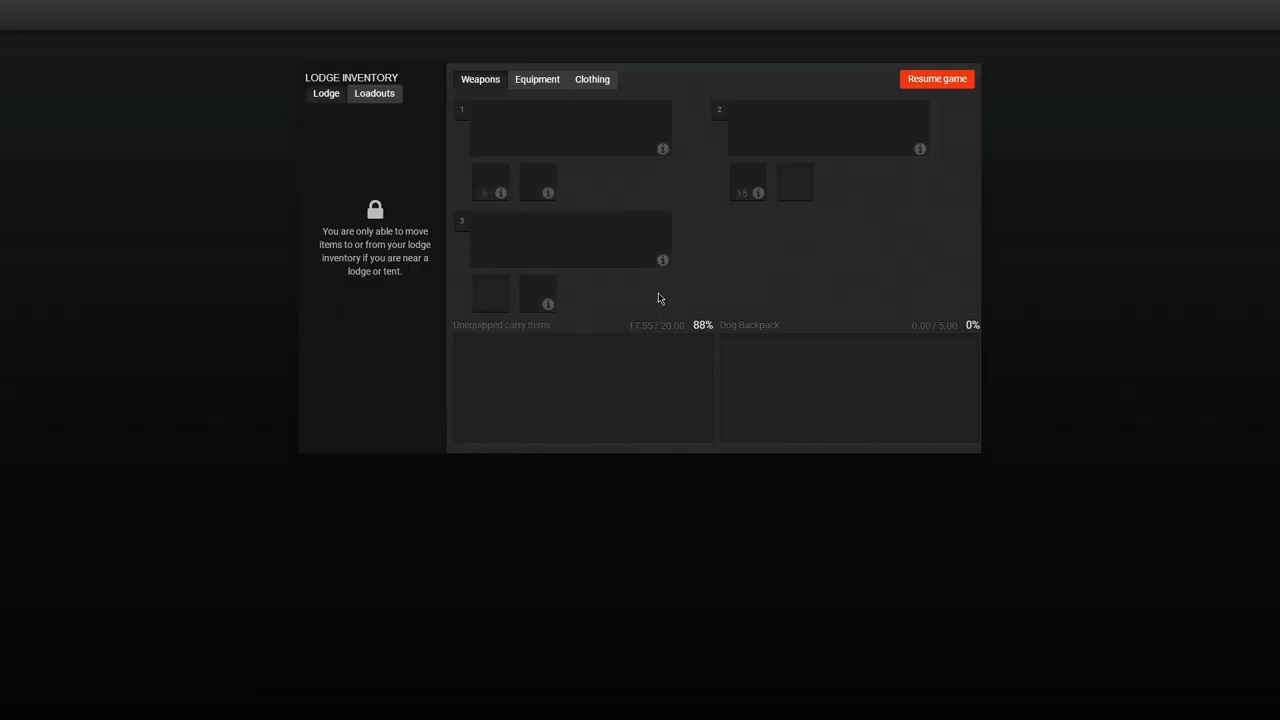 LODGE INVENTORY
Lodge Loadouts
Weapons Equipment Clothing
Resume game
1
2
6
15
3
You are only able to move
items to or from your lodge
inventory if you are near a
lodge or tent.
Unequipped carry items 17.55 / 20.00 88%
Dog Backpack 0.00 / 5.00 0%